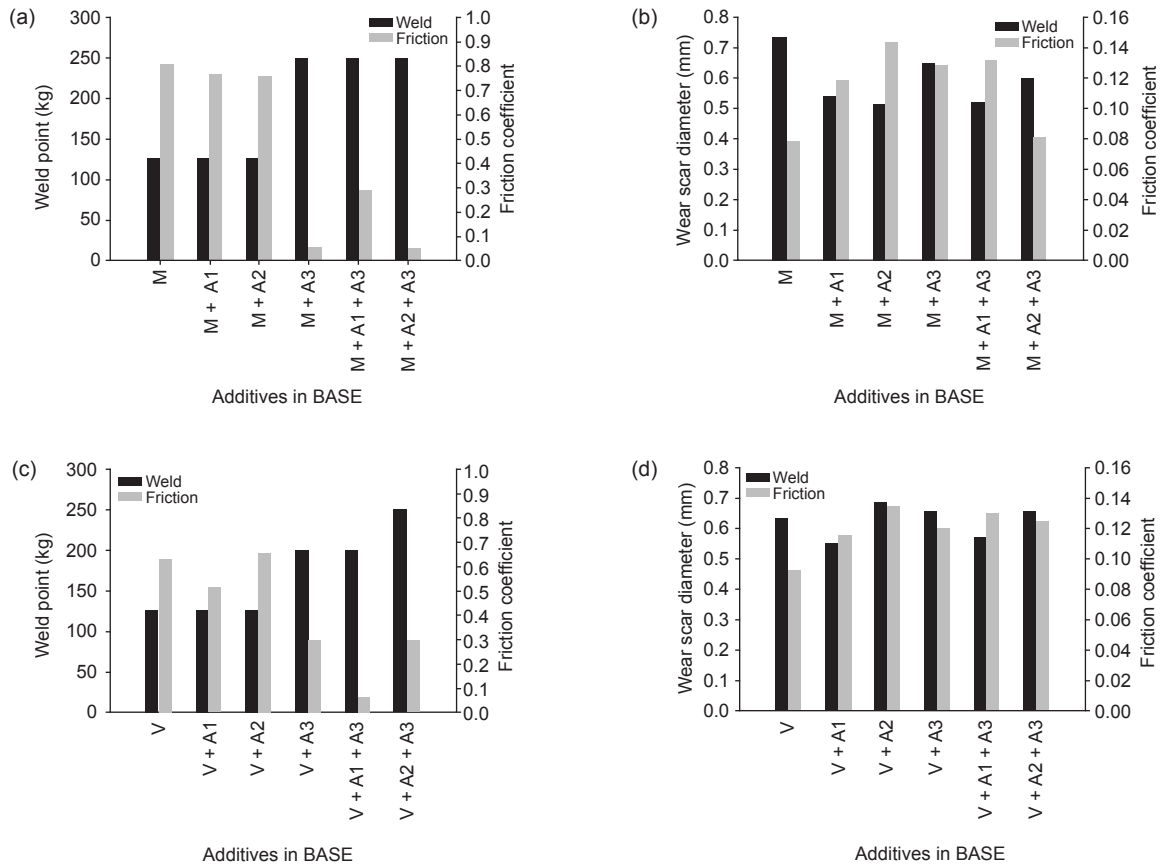 (a)
300
250
200
150
100
50
0
Weld point (kg)
Weld
Friction
1.0
0.9
0.8
0.7
0.6
0.5
0.4
0.3
0.2
0.1
0.0
Friction coefficient
M
M + A1
M + A2
M + A3
M + A1 + A3
M + A2 + A3
Additives in BASE
(b)
0.8
0.7
0.6
0.5
0.4
0.3
0.2
0.1
0.0
Wear scar diameter (mm)
Weld
Friction
0.16
0.14
0.12
0.10
0.08
0.06
0.04
0.02
0.00
Friction coefficient
M
M + A1
M + A2
M + A3
M + A1 + A3
M + A2 + A3
Additives in BASE
(c)
300
250
200
150
100
50
0
Weld point (kg)
Weld
Friction
1.0
0.9
0.8
0.7
0.6
0.5
0.4
0.3
0.2
0.1
0.0
Friction coefficient
V
V + A1
V + A2
V + A3
V + A1 + A3
V + A2 + A3
Additives in BASE
(d)
0.8
0.7
0.6
0.5
0.4
0.3
0.2
0.1
0.0
Wear scar diameter (mm)
Weld
Friction
0.16
0.14
0.12
0.10
0.08
0.06
0.04
0.02
0.00
Friction coefficient
V
V + A1
V + A2
V + A3
V + A1 + A3
V + A2 + A3
Additives in BASE